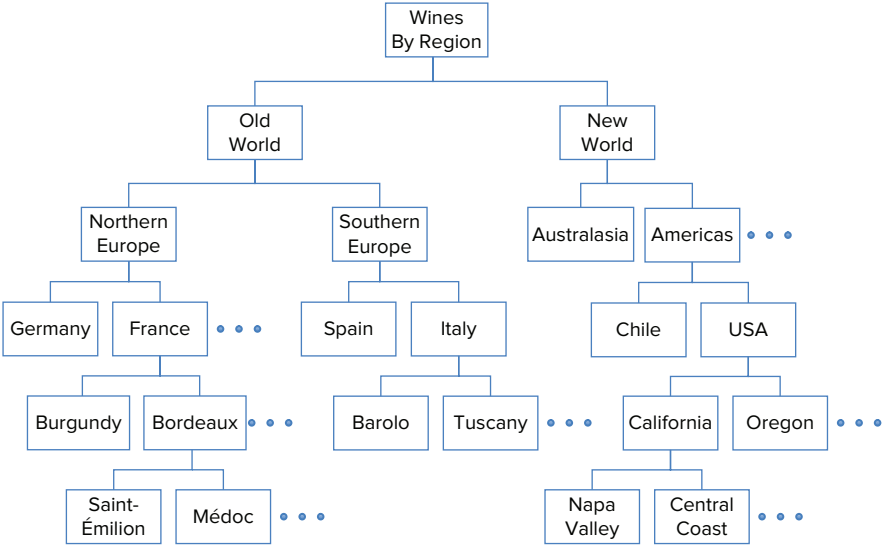 Wines
By Region
Old
World
New
World
Northern
Europe
Southern
Europe
Australasia
Americas
Germany
France
Spain
Italy
Chile
USA
Burgundy
Bordeaux
Barolo
Tuscany
California
Oregon
Saint-
Émilion
Médoc
Napa
Valley
Central
Coast